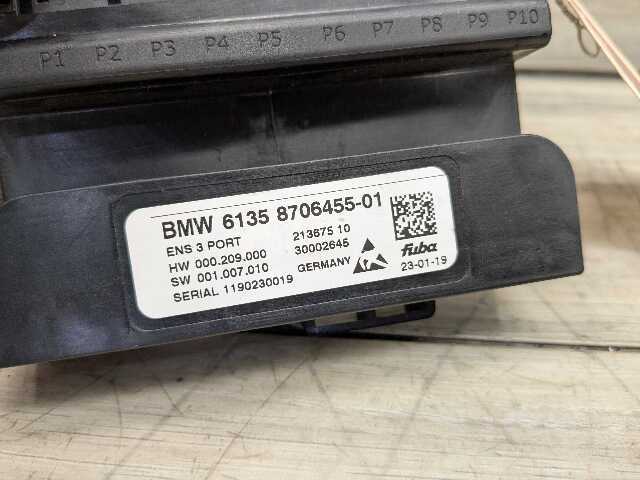 P1 P2 P3 P4 P5 P6 P7 P8 P9 P10
BMW 6135 8706455-01
ENS 3 PORT 213675 10
HW 000.209.000 30002645
SW 001.007.010 GERMANY fuba
SERIAL 1190230019 23-01-19